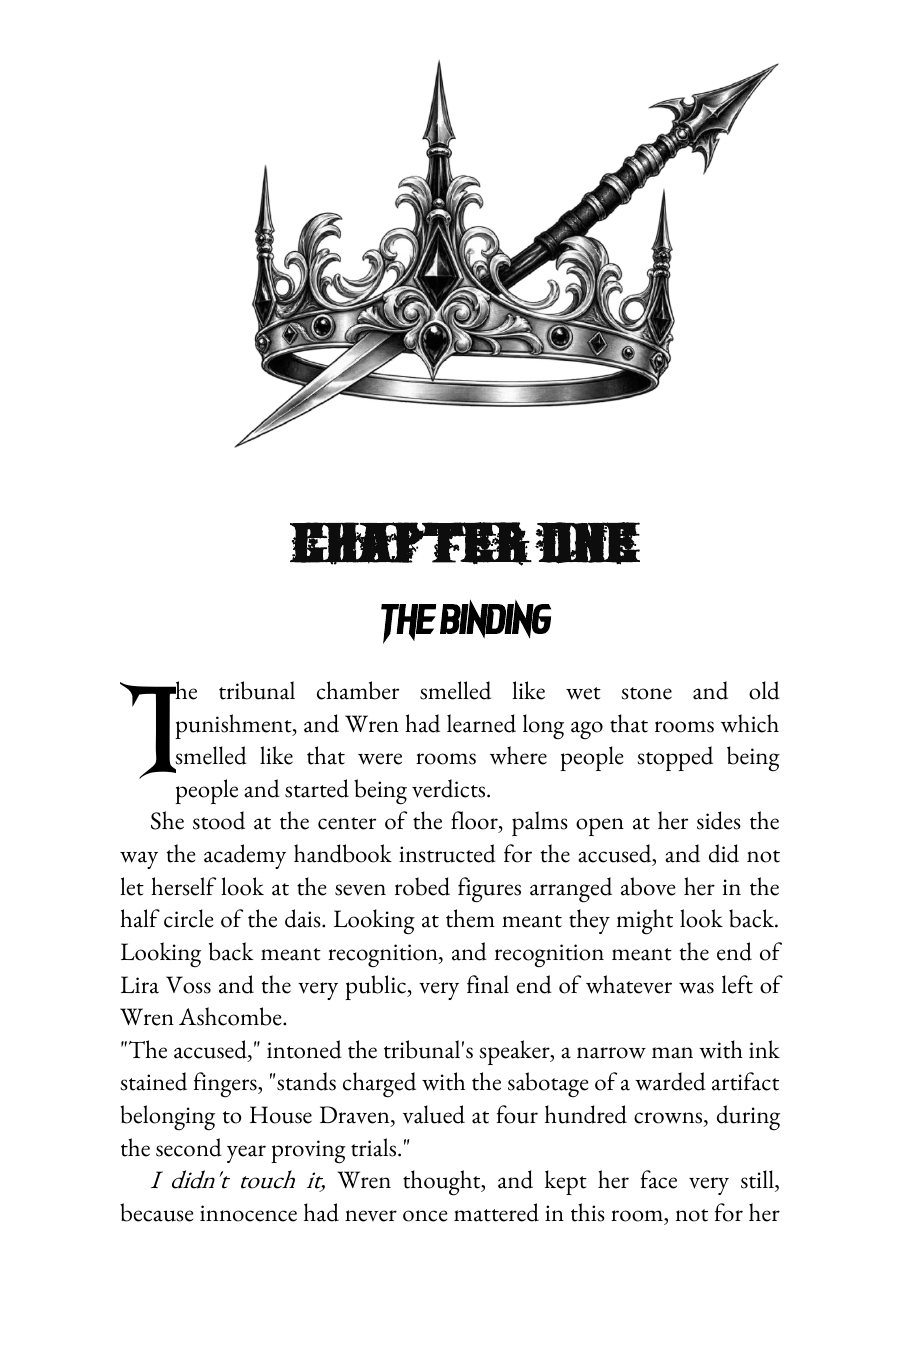 CHAPTER ONE
THE BINDING
The tribunal chamber smelled like wet stone and old
punishment, and Wren had learned long ago that rooms which
smelled like that were rooms where people stopped being
people and started being verdicts.
She stood at the center of the floor, palms open at her sides the
way the academy handbook instructed for the accused, and did not
let herself look at the seven robed figures arranged above her in the
half circle of the dais. Looking at them meant they might look back.
Looking back meant recognition, and recognition meant the end of
Lira Voss and the very public, very final end of whatever was left of
Wren Ashcombe.
"The accused," intoned the tribunal's speaker, a narrow man with ink
stained fingers, "stands charged with the sabotage of a warded artifact
belonging to House Draven, valued at four hundred crowns, during
the second year proving trials."
I didn't touch it, Wren thought, and kept her face very still,
because innocence had never once mattered in this room, not for her